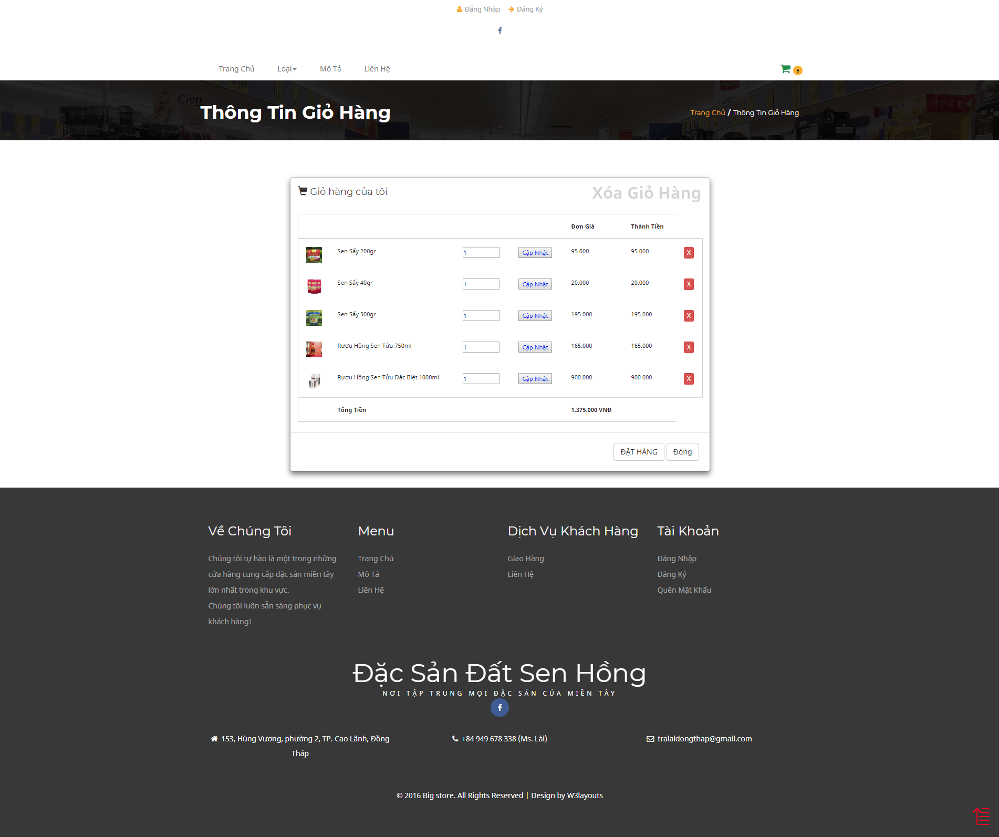 Đăng Nhập Đăng Ký
Trang Chủ Loại Mô Tả Liên Hệ 5
Cien
Thông Tin Giỏ Hàng
Trang Chủ / Thông Tin Giỏ Hàng
Giỏ hàng của tôi
Xóa Giỏ Hàng
Đơn Giá Thành Tiền
Sen Sấy 200gr 1 Cập Nhật 95.000 95.000 X
Sen Sấy 40gr 1 Cập Nhật 20.000 20.000 X
Sen Sấy 500gr 1 Cập Nhật 195.000 195.000 X
Rượu Hồng Sen Tửu 750ml 1 Cập Nhật 165.000 165.000 X
Rượu Hồng Sen Tửu Đặc Biệt 1000ml 1 Cập Nhật 900.000 900.000 X
Tổng Tiền 1.375.000 VNĐ
ĐẶT HÀNG Đóng
Về Chúng Tôi
Chúng tôi tự hào là một trong những
cửa hàng cung cấp đặc sản miền tây
lớn nhất trong khu vực.
Chúng tôi luôn sẵn sàng phục vụ
khách hàng!
Menu
Trang Chủ
Mô Tả
Liên Hệ
Dịch Vụ Khách Hàng
Giao Hàng
Liên Hệ
Tài Khoản
Đăng Nhập
Đăng Ký
Quên Mật Khẩu
Đặc Sản Đất Sen Hồng
NƠI TẬP TRUNG MỌI ĐẶC SẢN CỦA MIỀN TÂY
153, Hùng Vương, phường 2, TP. Cao Lãnh, Đồng
Tháp
+84 949 678 338 (Ms. Lài)
tralaidongthap@gmail.com
© 2016 Big store. All Rights Reserved | Design by W3layouts